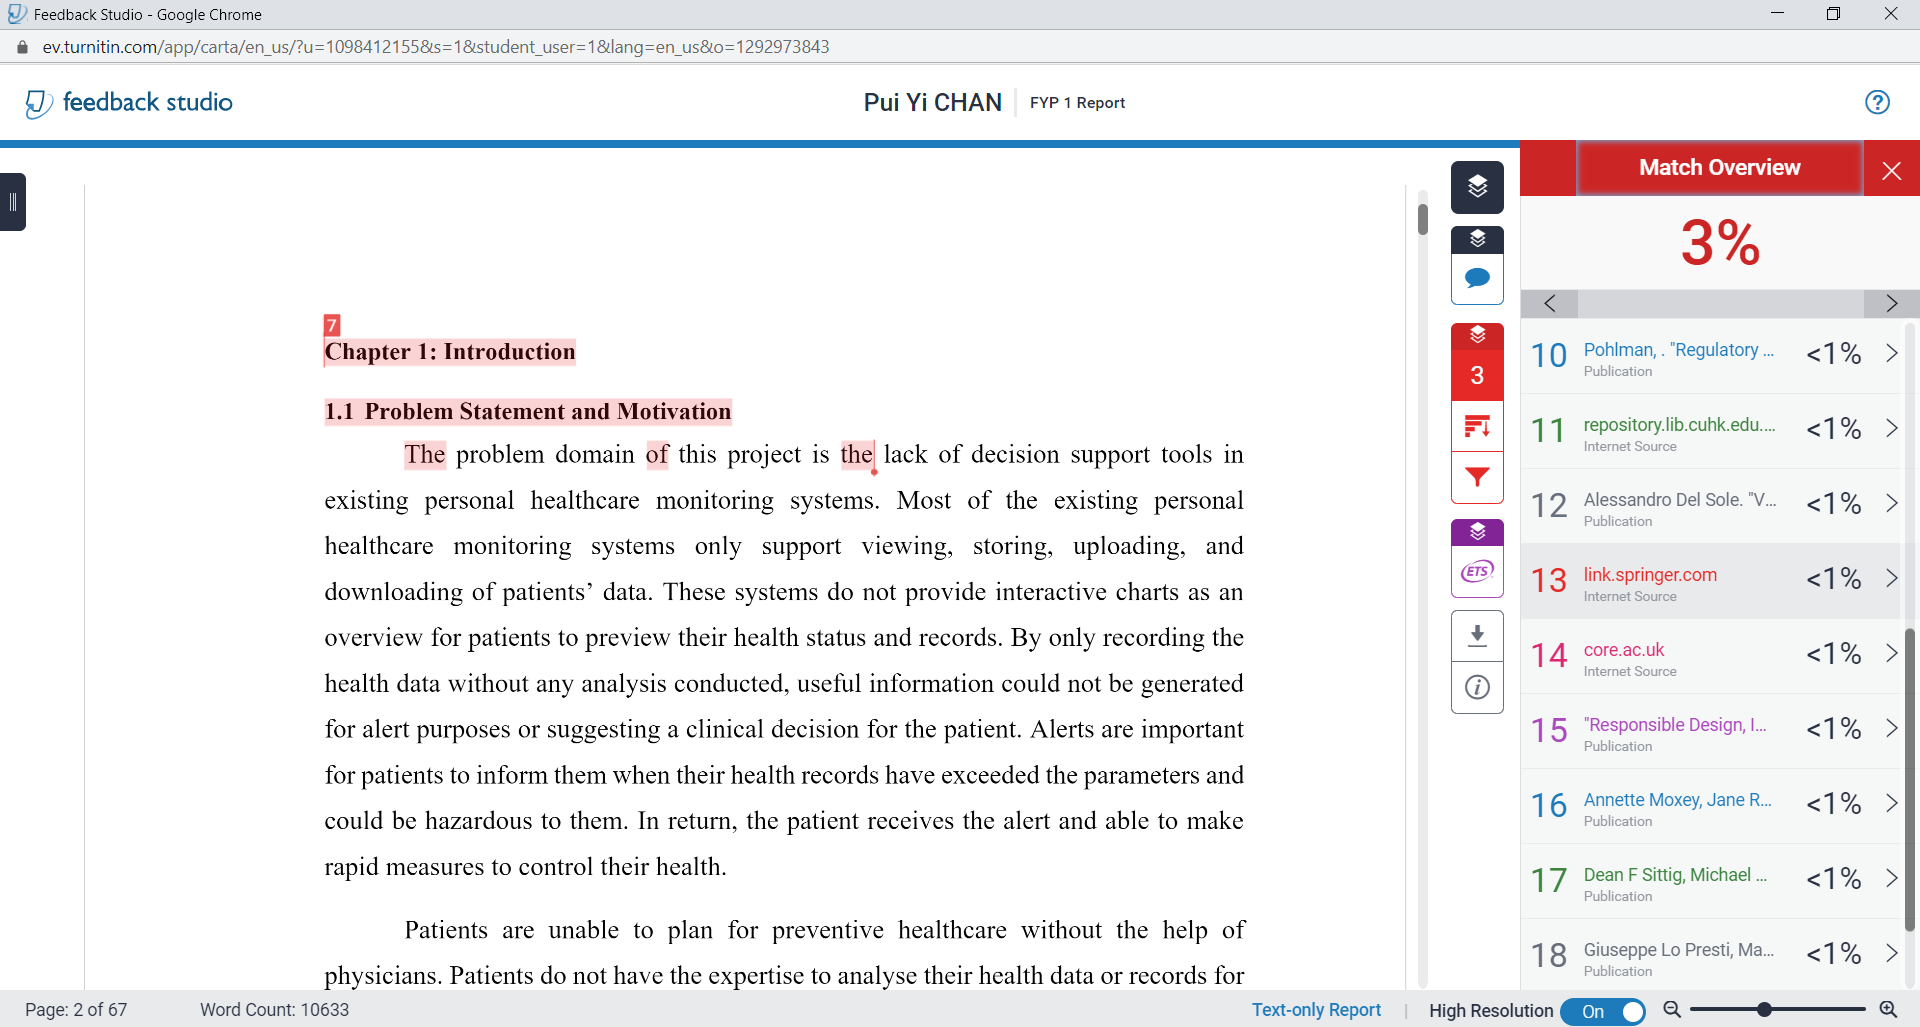 Feedback Studio - Google Chrome
ev.turnitin.com/app/carta/en_us/?u=1098412155&s=1&student_user=1&lang=en_us&o=1292973843
feedback studio
Pui Yi CHAN
FYP 1 Report
?
Match Overview
3%
7
Chapter 1: Introduction
1.1 Problem Statement and Motivation
The problem domain of this project is the lack of decision support tools in
existing personal healthcare monitoring systems. Most of the existing personal
healthcare monitoring systems only support viewing, storing, uploading, and
downloading of patients’ data. These systems do not provide interactive charts as an
overview for patients to preview their health status and records. By only recording the
health data without any analysis conducted, useful information could not be generated
for alert purposes or suggesting a clinical decision for the patient. Alerts are important
for patients to inform them when their health records have exceeded the parameters and
could be hazardous to them. In return, the patient receives the alert and able to make
rapid measures to control their health.
Patients are unable to plan for preventive healthcare without the help of
physicians. Patients do not have the expertise to analyse their health data or records for
3
ETS
i
10 Pohlman, . "Regulatory ... <1%
Publication
11 repository.lib.cuhk.edu.... <1%
Internet Source
12 Alessandro Del Sole. "V... <1%
Publication
13 link.springer.com <1%
Internet Source
14 core.ac.uk <1%
Internet Source
15 "Responsible Design, I... <1%
Publication
16 Annette Moxey, Jane R... <1%
Publication
17 Dean F Sittig, Michael ... <1%
Publication
18 Giuseppe Lo Presti, Ma... <1%
Publication
Page: 2 of 67
Word Count: 10633
Text-only Report
High Resolution
On